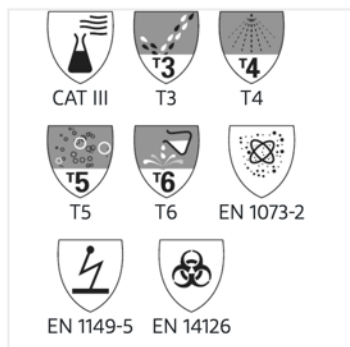 T3 T4
CAT III T3 T4
T5 T6
T5 T6 EN 1073-2
EN 1149-5 EN 14126